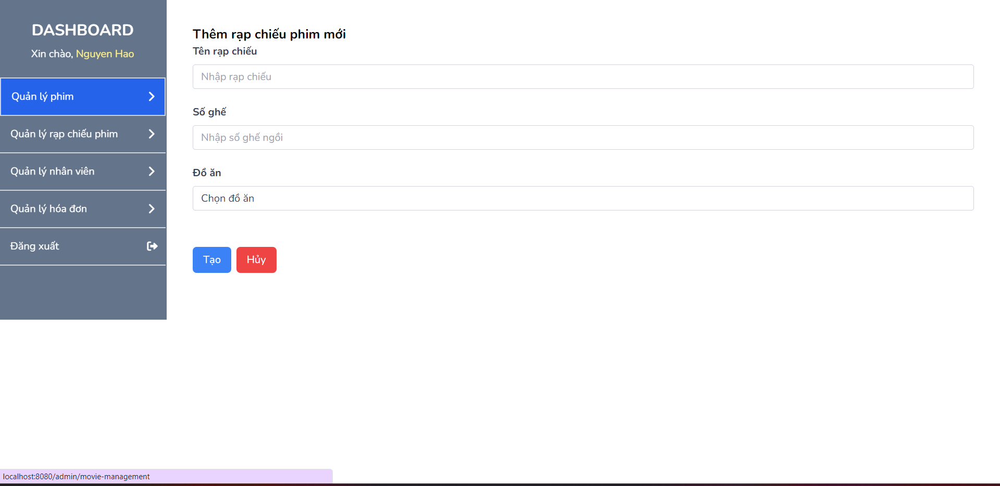 DASHBOARD
Xin chào, Nguyen Hao
Quản lý phim
Quản lý rạp chiếu phim
Quản lý nhân viên
Quản lý hóa đơn
Đăng xuất
Thêm rạp chiếu phim mới
Tên rạp chiếu
Nhập rạp chiếu
Số ghế
Nhập số ghế ngồi
Đồ ăn
Chọn đồ ăn
Tạo Hủy
localhost:8080/admin/movie-management